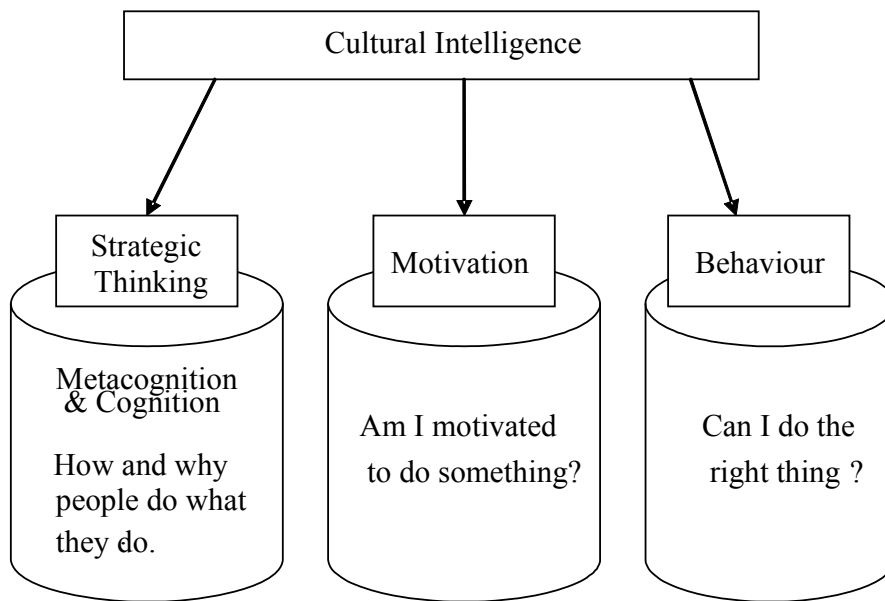 Cultural Intelligence
Strategic
Thinking
Metacognition
& Cognition
How and why
people do what
they do.
Motivation
Am I motivated
to do something?
Behaviour
Can I do the
right thing ?